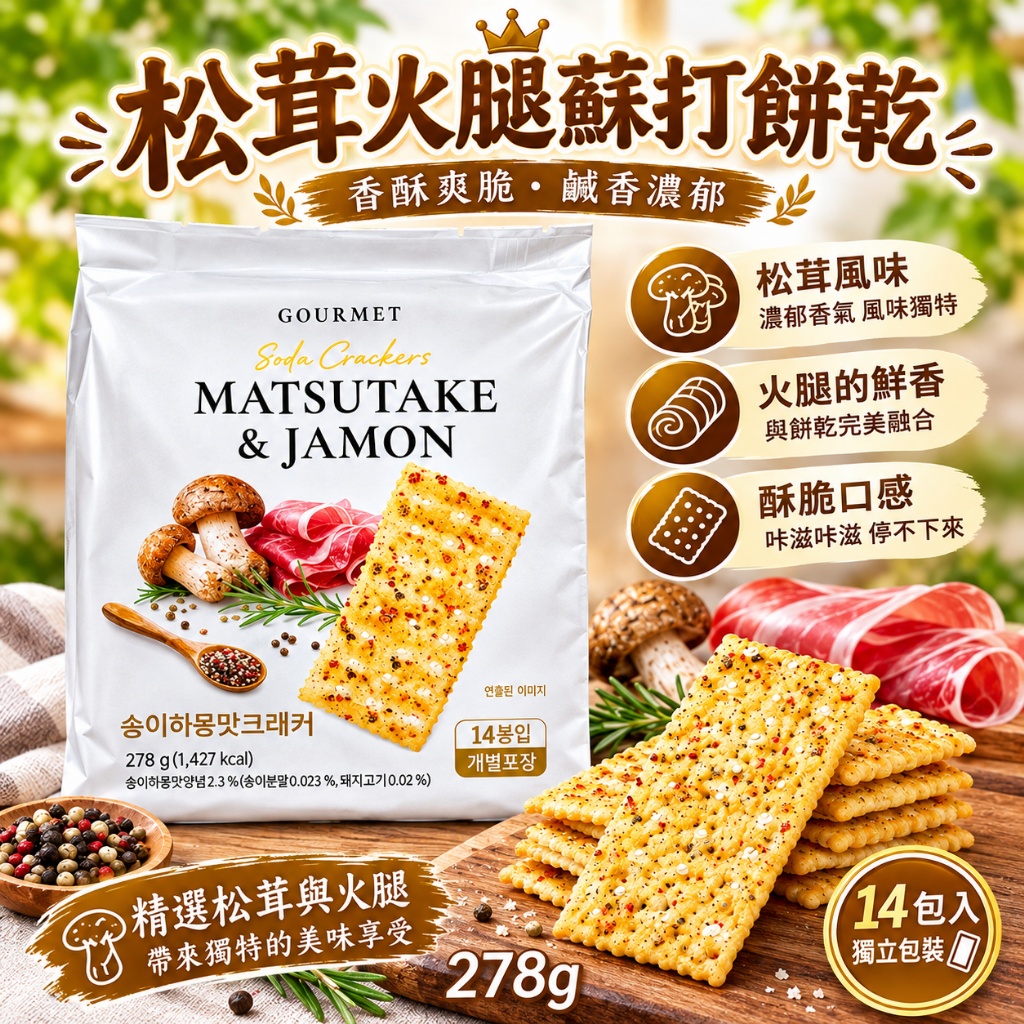 松茸火腿蘇打餅乾
香酥爽脆・鹹香濃郁
GOURMET
Soda Crackers
MATSUTAKE
& JAMON
연출된 이미지
송이하몽맛크래커
278 g (1,427 kcal)
송이하몽맛양념 2.3 % (송이분말 0.023 %, 돼지고기 0.02 %)
14봉입
개별포장
松茸風味
濃郁香氣 風味獨特
火腿的鮮香
與餅乾完美融合
酥脆口感
咔滋咔滋 停不下來
精選松茸與火腿
帶來獨特的美味享受
278g
14包入
獨立包裝